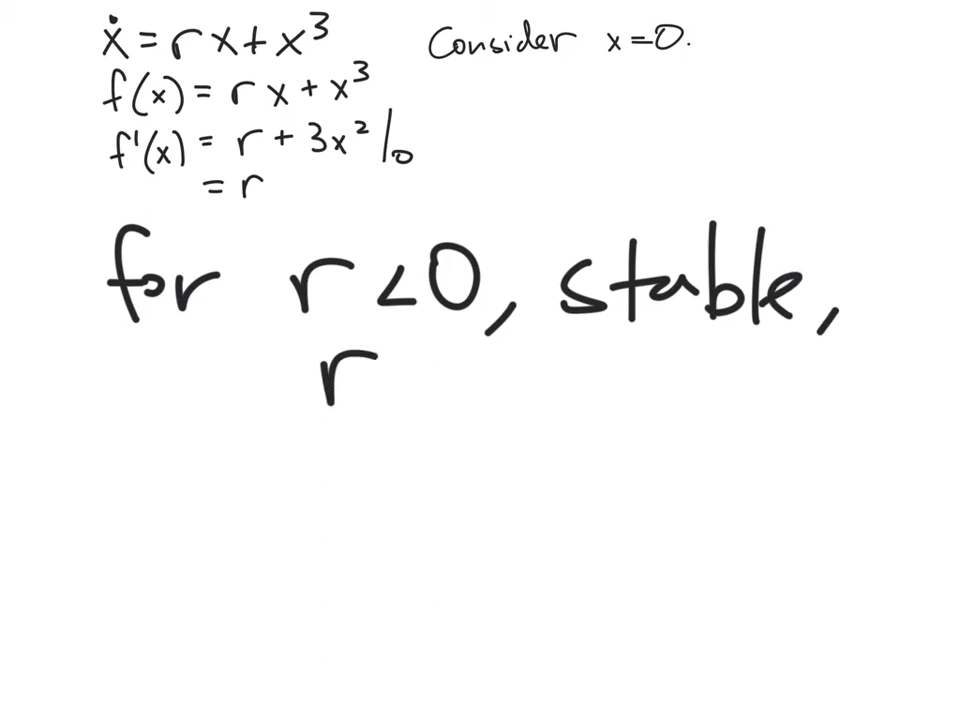 ẋ = rx + x³ Consider x = 0.
f(x) = rx + x³
f'(x) = r + 3x² |₀
= r
for r < 0, stable,
r